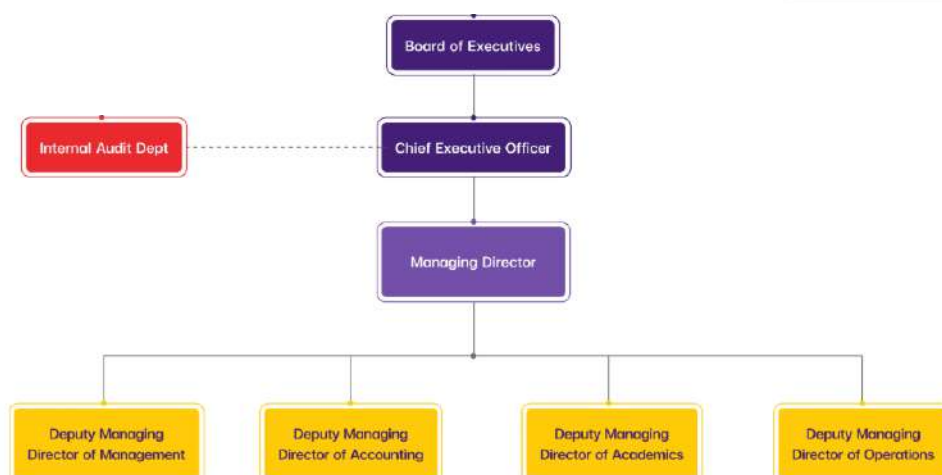 Board of Executives
Internal Audit Dept
Chief Executive Officer
Managing Director
Deputy Managing
Director of Management
Deputy Managing
Director of Accounting
Deputy Managing
Director of Academics
Deputy Managing
Director of Operations